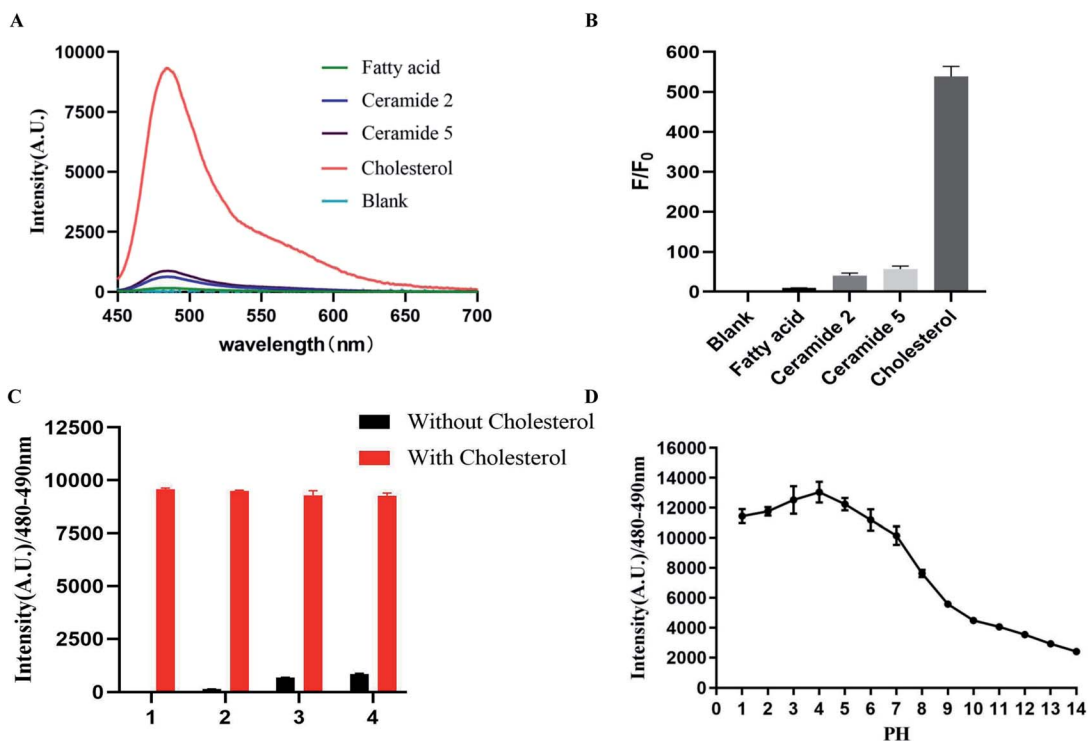 A
Intensity(A.U.)
10000
7500
5000
2500
0
450
500
550
600
650
700
wavelength(nm)
Fatty acid
Ceramide 2
Ceramide 5
Cholesterol
Blank
B
F/F₀
600
500
400
300
200
100
0
Blank
Fatty acid
Ceramide 2
Ceramide 5
Cholesterol
C
Intensity(A.U.)/480-490nm
12500
10000
7500
5000
2500
0
1
2
3
4
Without Cholesterol
With Cholesterol
D
Intensity(A.U.)/480-490nm
16000
14000
12000
10000
8000
6000
4000
2000
0
0 1 2 3 4 5 6 7 8 9 10 11 12 13 14
PH